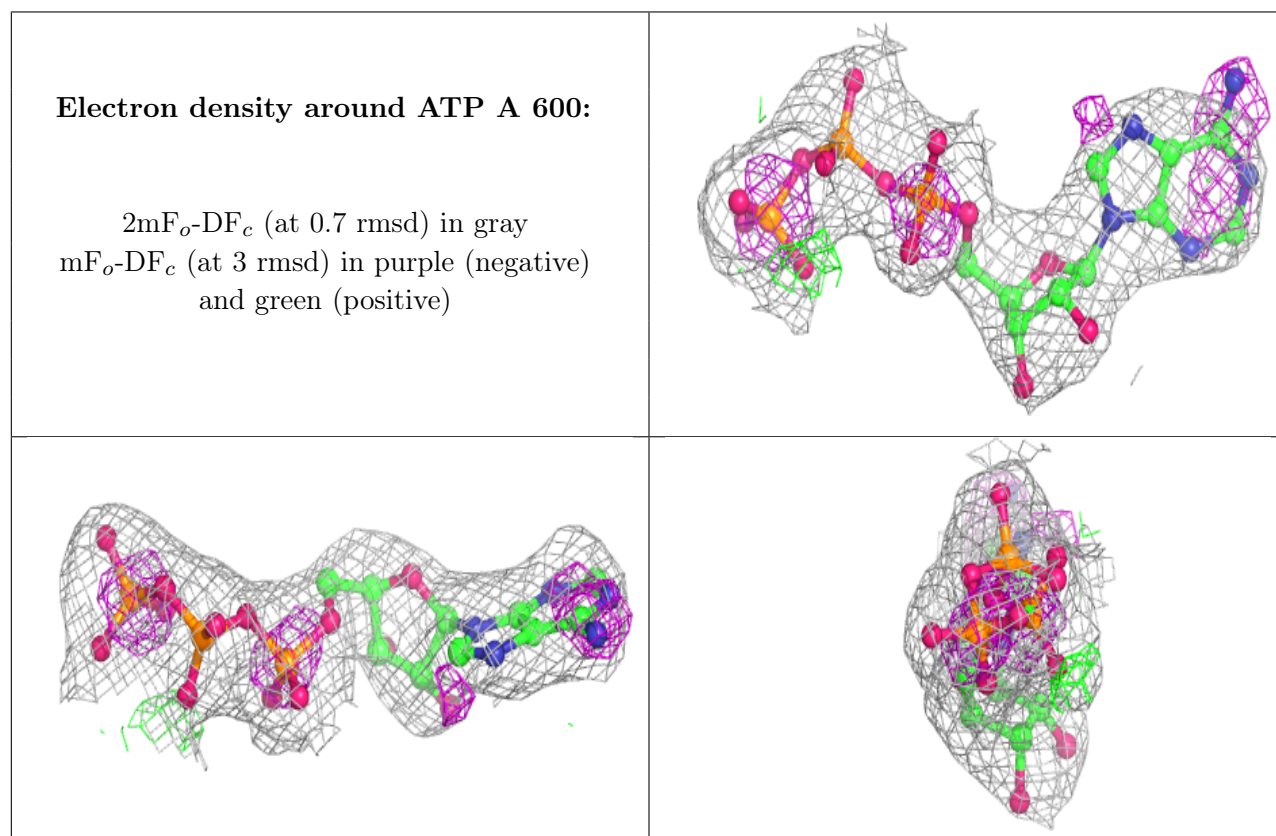 Electron density around ATP A 600:
2mFo-DFc (at 0.7 rmsd) in gray
mFo-DFc (at 3 rmsd) in purple (negative)
and green (positive)